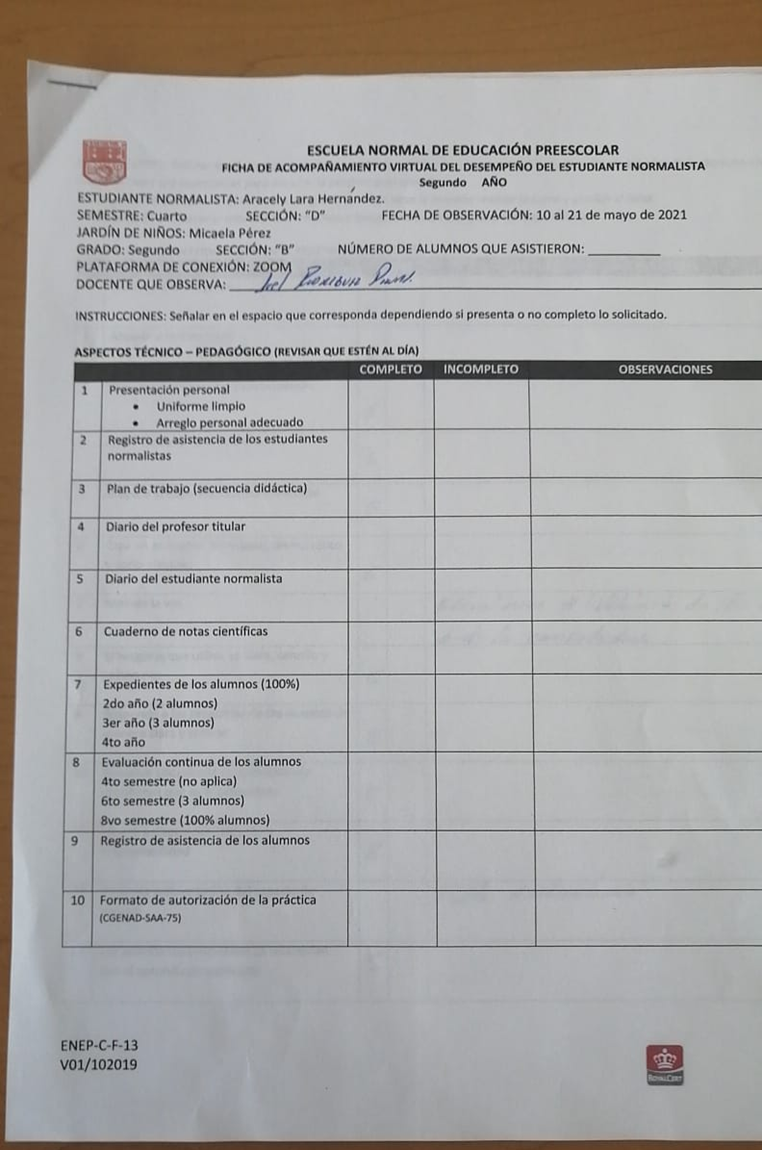 ESCUELA NORMAL DE EDUCACIÓN PREESCOLAR
FICHA DE ACOMPAÑAMIENTO VIRTUAL DEL DESEMPEÑO DEL ESTUDIANTE NORMALISTA
Segundo AÑO
ESTUDIANTE NORMALISTA: Aracely Lara Hernández.
SEMESTRE: Cuarto SECCIÓN: "D" FECHA DE OBSERVACIÓN: 10 al 21 de mayo de 2021
JARDÍN DE NIÑOS: Micaela Pérez
GRADO: Segundo SECCIÓN: "B" NÚMERO DE ALUMNOS QUE ASISTIERON: ___________
PLATAFORMA DE CONEXIÓN: ZOOM
DOCENTE QUE OBSERVA:
INSTRUCCIONES: Señalar en el espacio que corresponda dependiendo si presenta o no completo lo solicitado.
ASPECTOS TÉCNICO – PEDAGÓGICO (REVISAR QUE ESTÉN AL DÍA)
COMPLETO INCOMPLETO OBSERVACIONES
1 Presentación personal
• Uniforme limpio
• Arreglo personal adecuado
2 Registro de asistencia de los estudiantes
normalistas
3 Plan de trabajo (secuencia didáctica)
4 Diario del profesor titular
5 Diario del estudiante normalista
6 Cuaderno de notas científicas
7 Expedientes de los alumnos (100%)
2do año (2 alumnos)
3er año (3 alumnos)
4to año
8 Evaluación continua de los alumnos
4to semestre (no aplica)
6to semestre (3 alumnos)
8vo semestre (100% alumnos)
9 Registro de asistencia de los alumnos
10 Formato de autorización de la práctica
(CGENAD-SAA-75)
ENEP-C-F-13
V01/102019
ROYALCERT